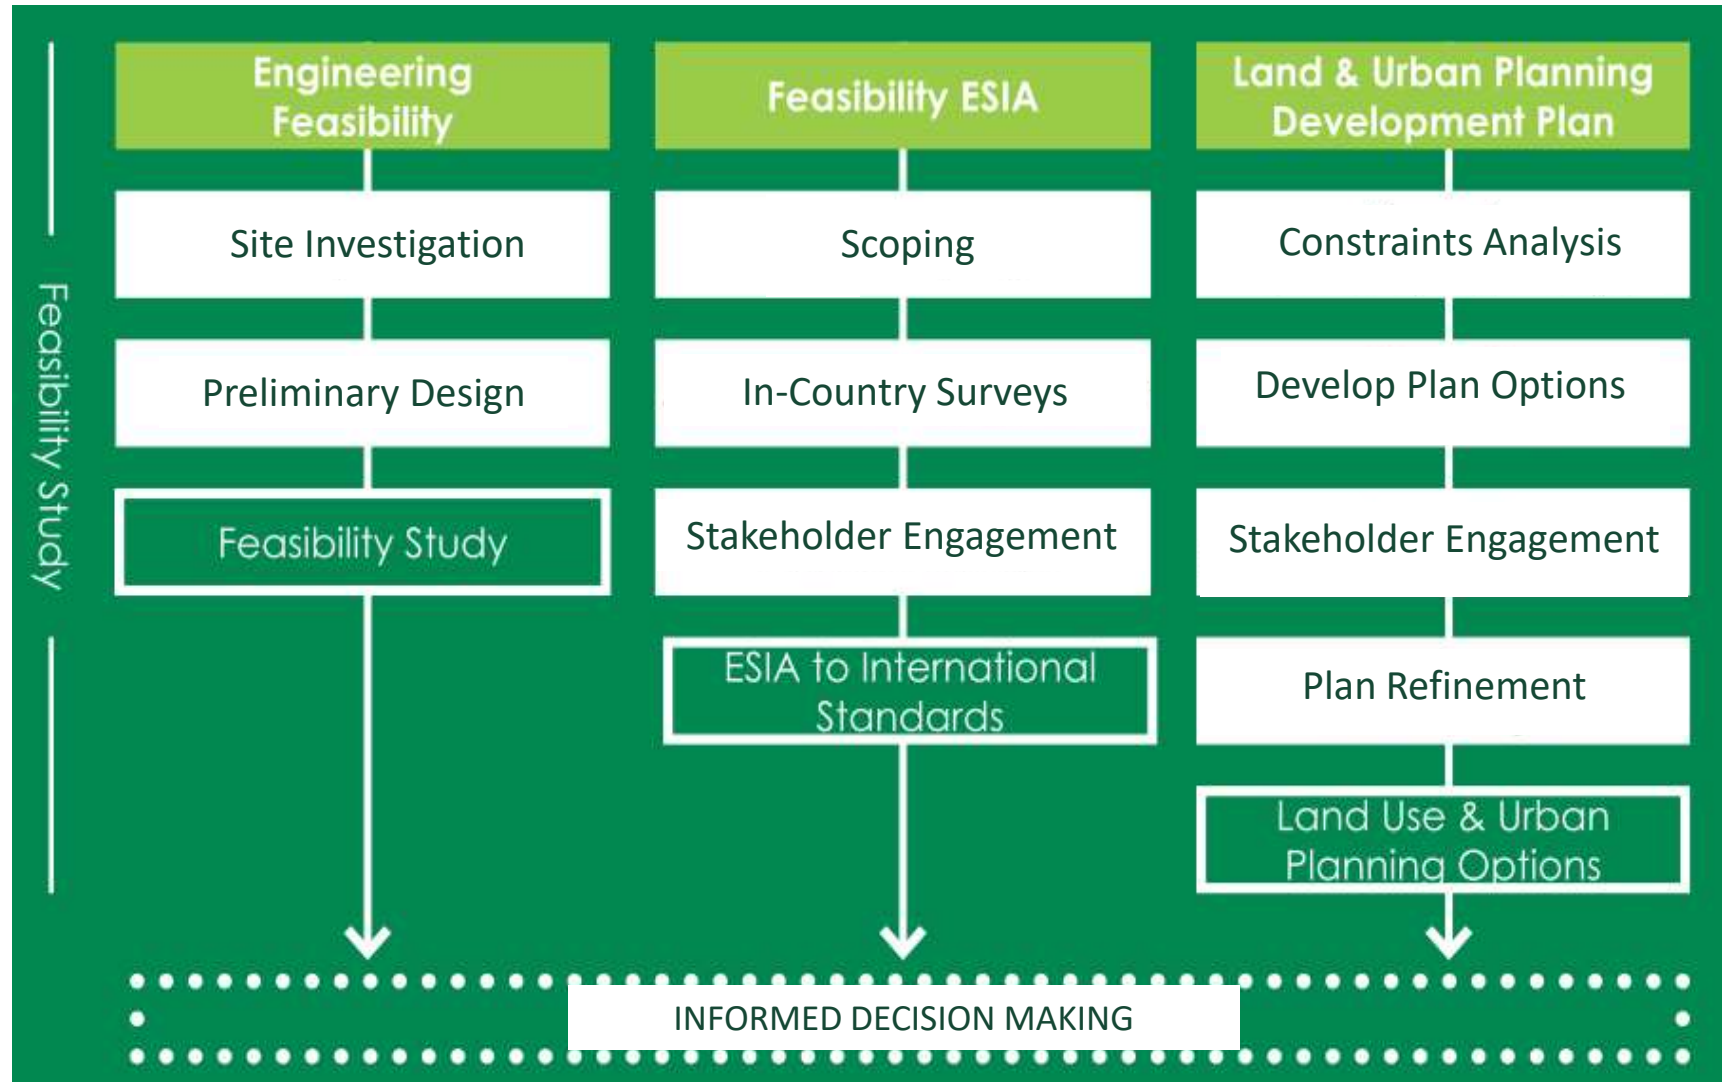 Feasibility Study
Engineering
Feasibility
Site Investigation
Preliminary Design
Feasibility Study
Feasibility ESIA
Scoping
In-Country Surveys
Stakeholder Engagement
ESIA to International
Standards
Land & Urban Planning
Development Plan
Constraints Analysis
Develop Plan Options
Stakeholder Engagement
Plan Refinement
Land Use & Urban
Planning Options
INFORMED DECISION MAKING